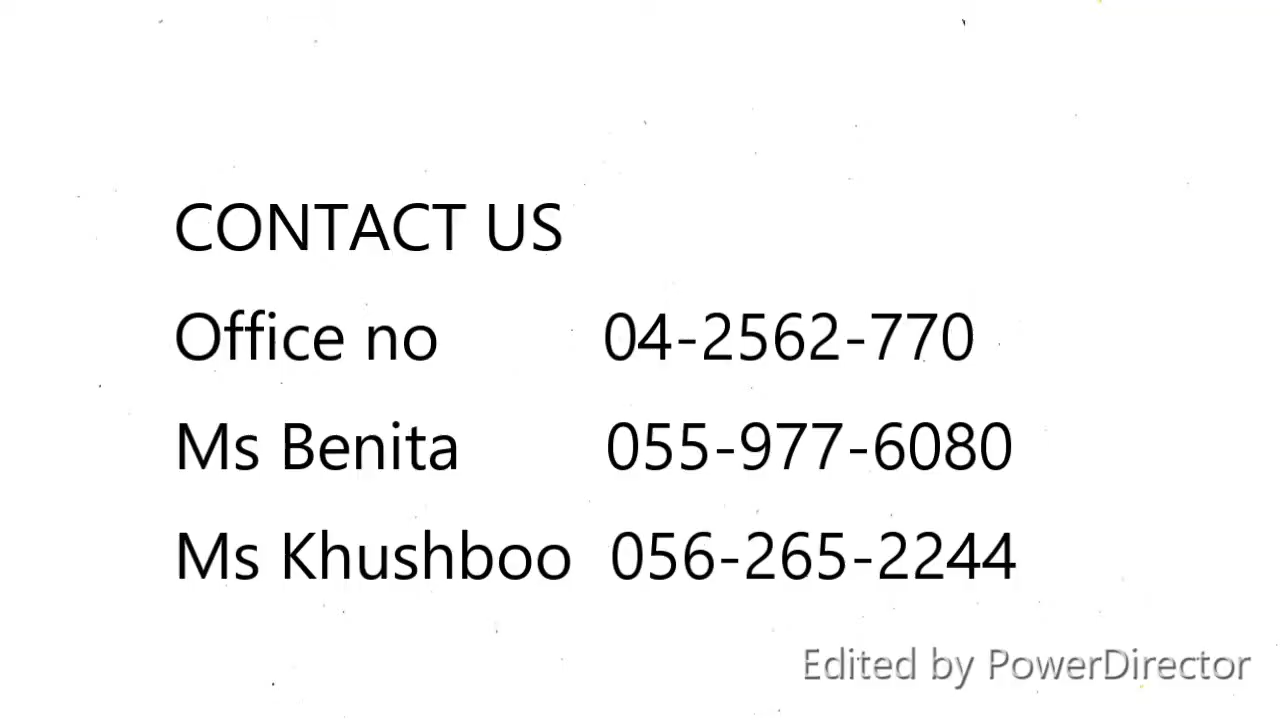 CONTACT US
Office no 04-2562-770
Ms Benita 055-977-6080
Ms Khushboo 056-265-2244
Edited by PowerDirector